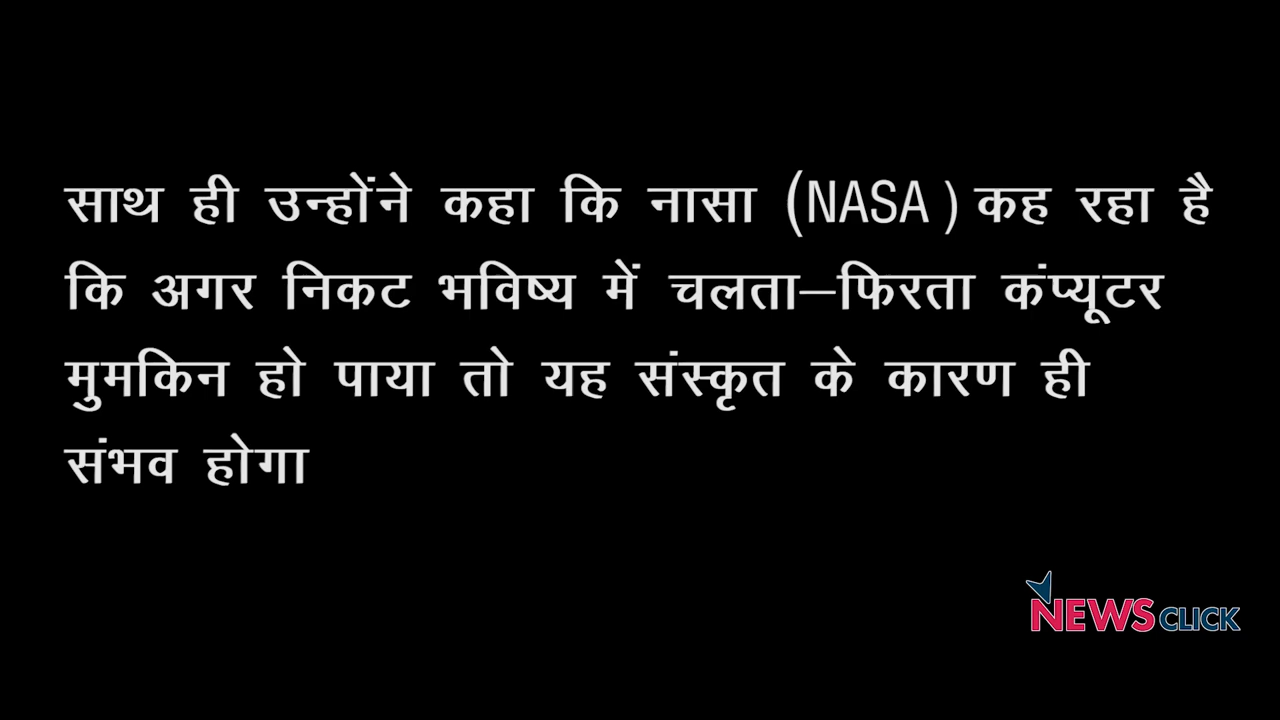 साथ ही उन्होंने कहा कि नासा (NASA) कह रहा है
कि अगर निकट भविष्य में चलता–फिरता कंप्यूटर
मुमकिन हो पाया तो यह संस्कृत के कारण ही
संभव होगा
NEWSCLICK